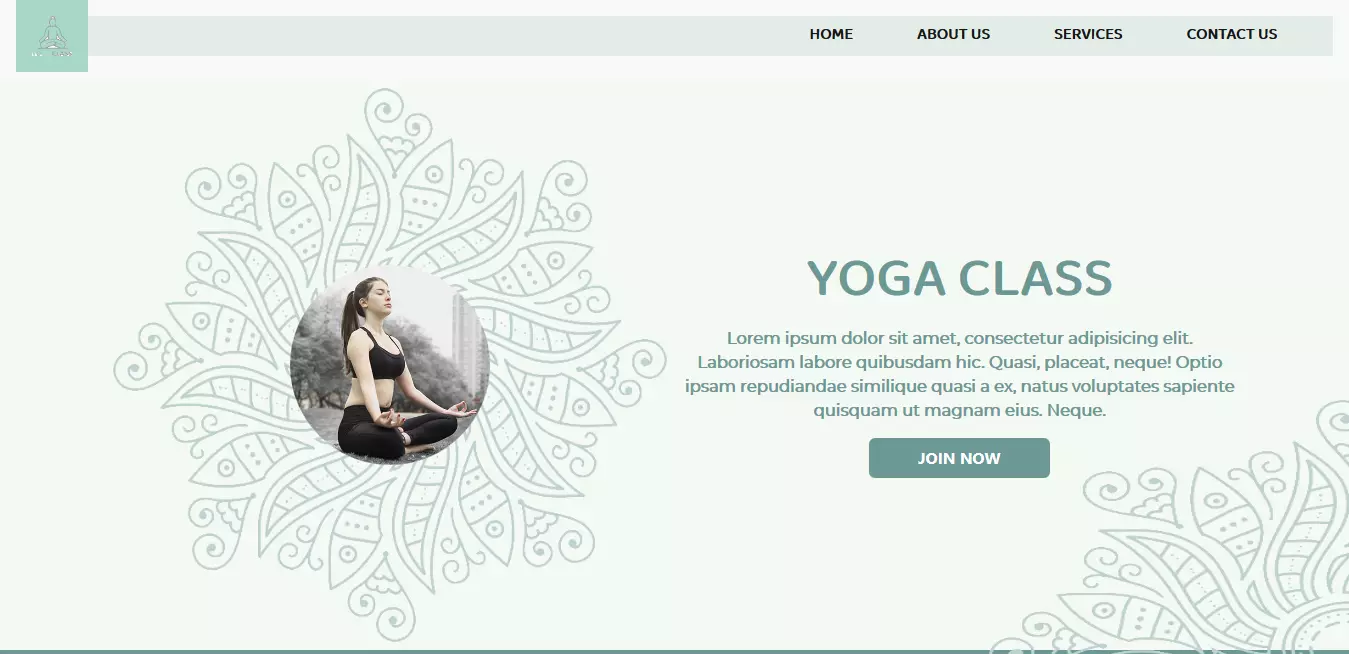 HOME ABOUT US SERVICES CONTACT US
YOGA CLASS
Lorem ipsum dolor sit amet, consectetur adipisicing elit.
Laboriosam labore quibusdam hic. Quasi, placeat, neque! Optio
ipsam repudiandae similique quasi a ex, natus voluptates sapiente
quisquam ut magnam eius. Neque.
JOIN NOW